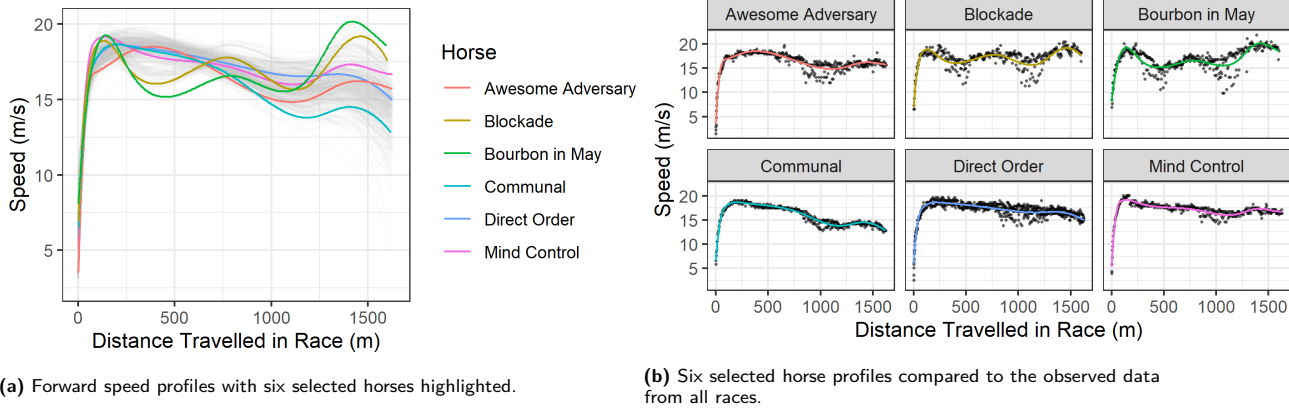 20
15
10
5
Speed (m/s)
0
500
1000
1500
Distance Travelled in Race (m)
Horse
Awesome Adversary
Blockade
Bourbon in May
Communal
Direct Order
Mind Control
(a) Forward speed profiles with six selected horses highlighted.
Awesome Adversary
Blockade
Bourbon in May
20
15
10
5
Communal
Direct Order
Mind Control
20
15
10
5
Speed (m/s)
0
500
1000
1500
0
500
1000
1500
0
500
1000
1500
Distance Travelled in Race (m)
(b) Six selected horse profiles compared to the observed data
from all races.